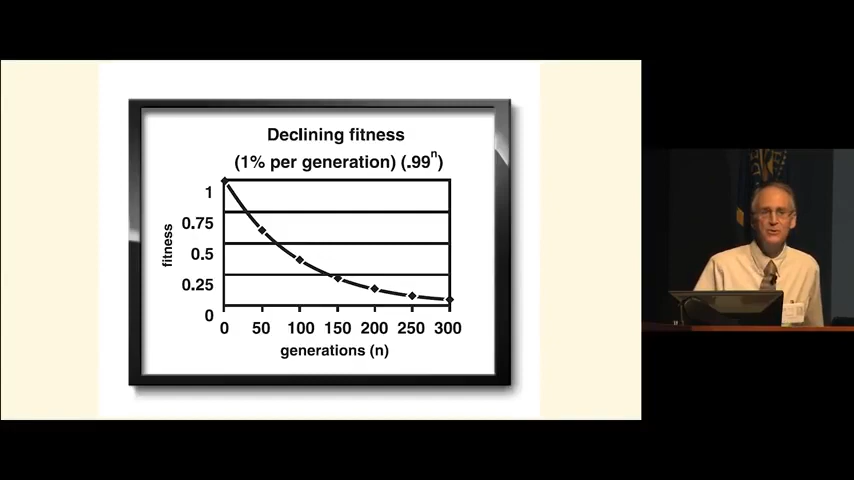 Declining fitness
(1% per generation) (.99ⁿ)
1
0.75
0.5
0.25
0
fitness
0 50 100 150 200 250 300
generations (n)